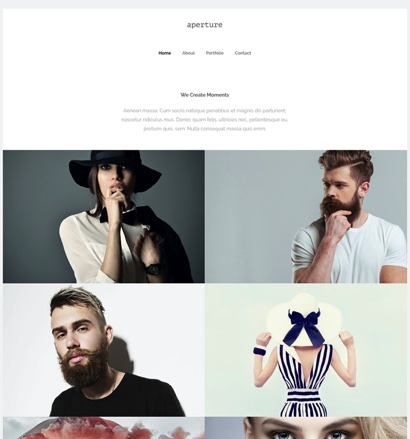 aperture
Home About Portfolio Contact
We Create Moments
Aenean massa. Cum sociis natoque penatibus et magnis dis parturient,
nascetur ridiculus mus. Donec quam felis, ultricies nec, pellentesque eu,
pretium quis, sem. Nulla consequat massa quis enim.